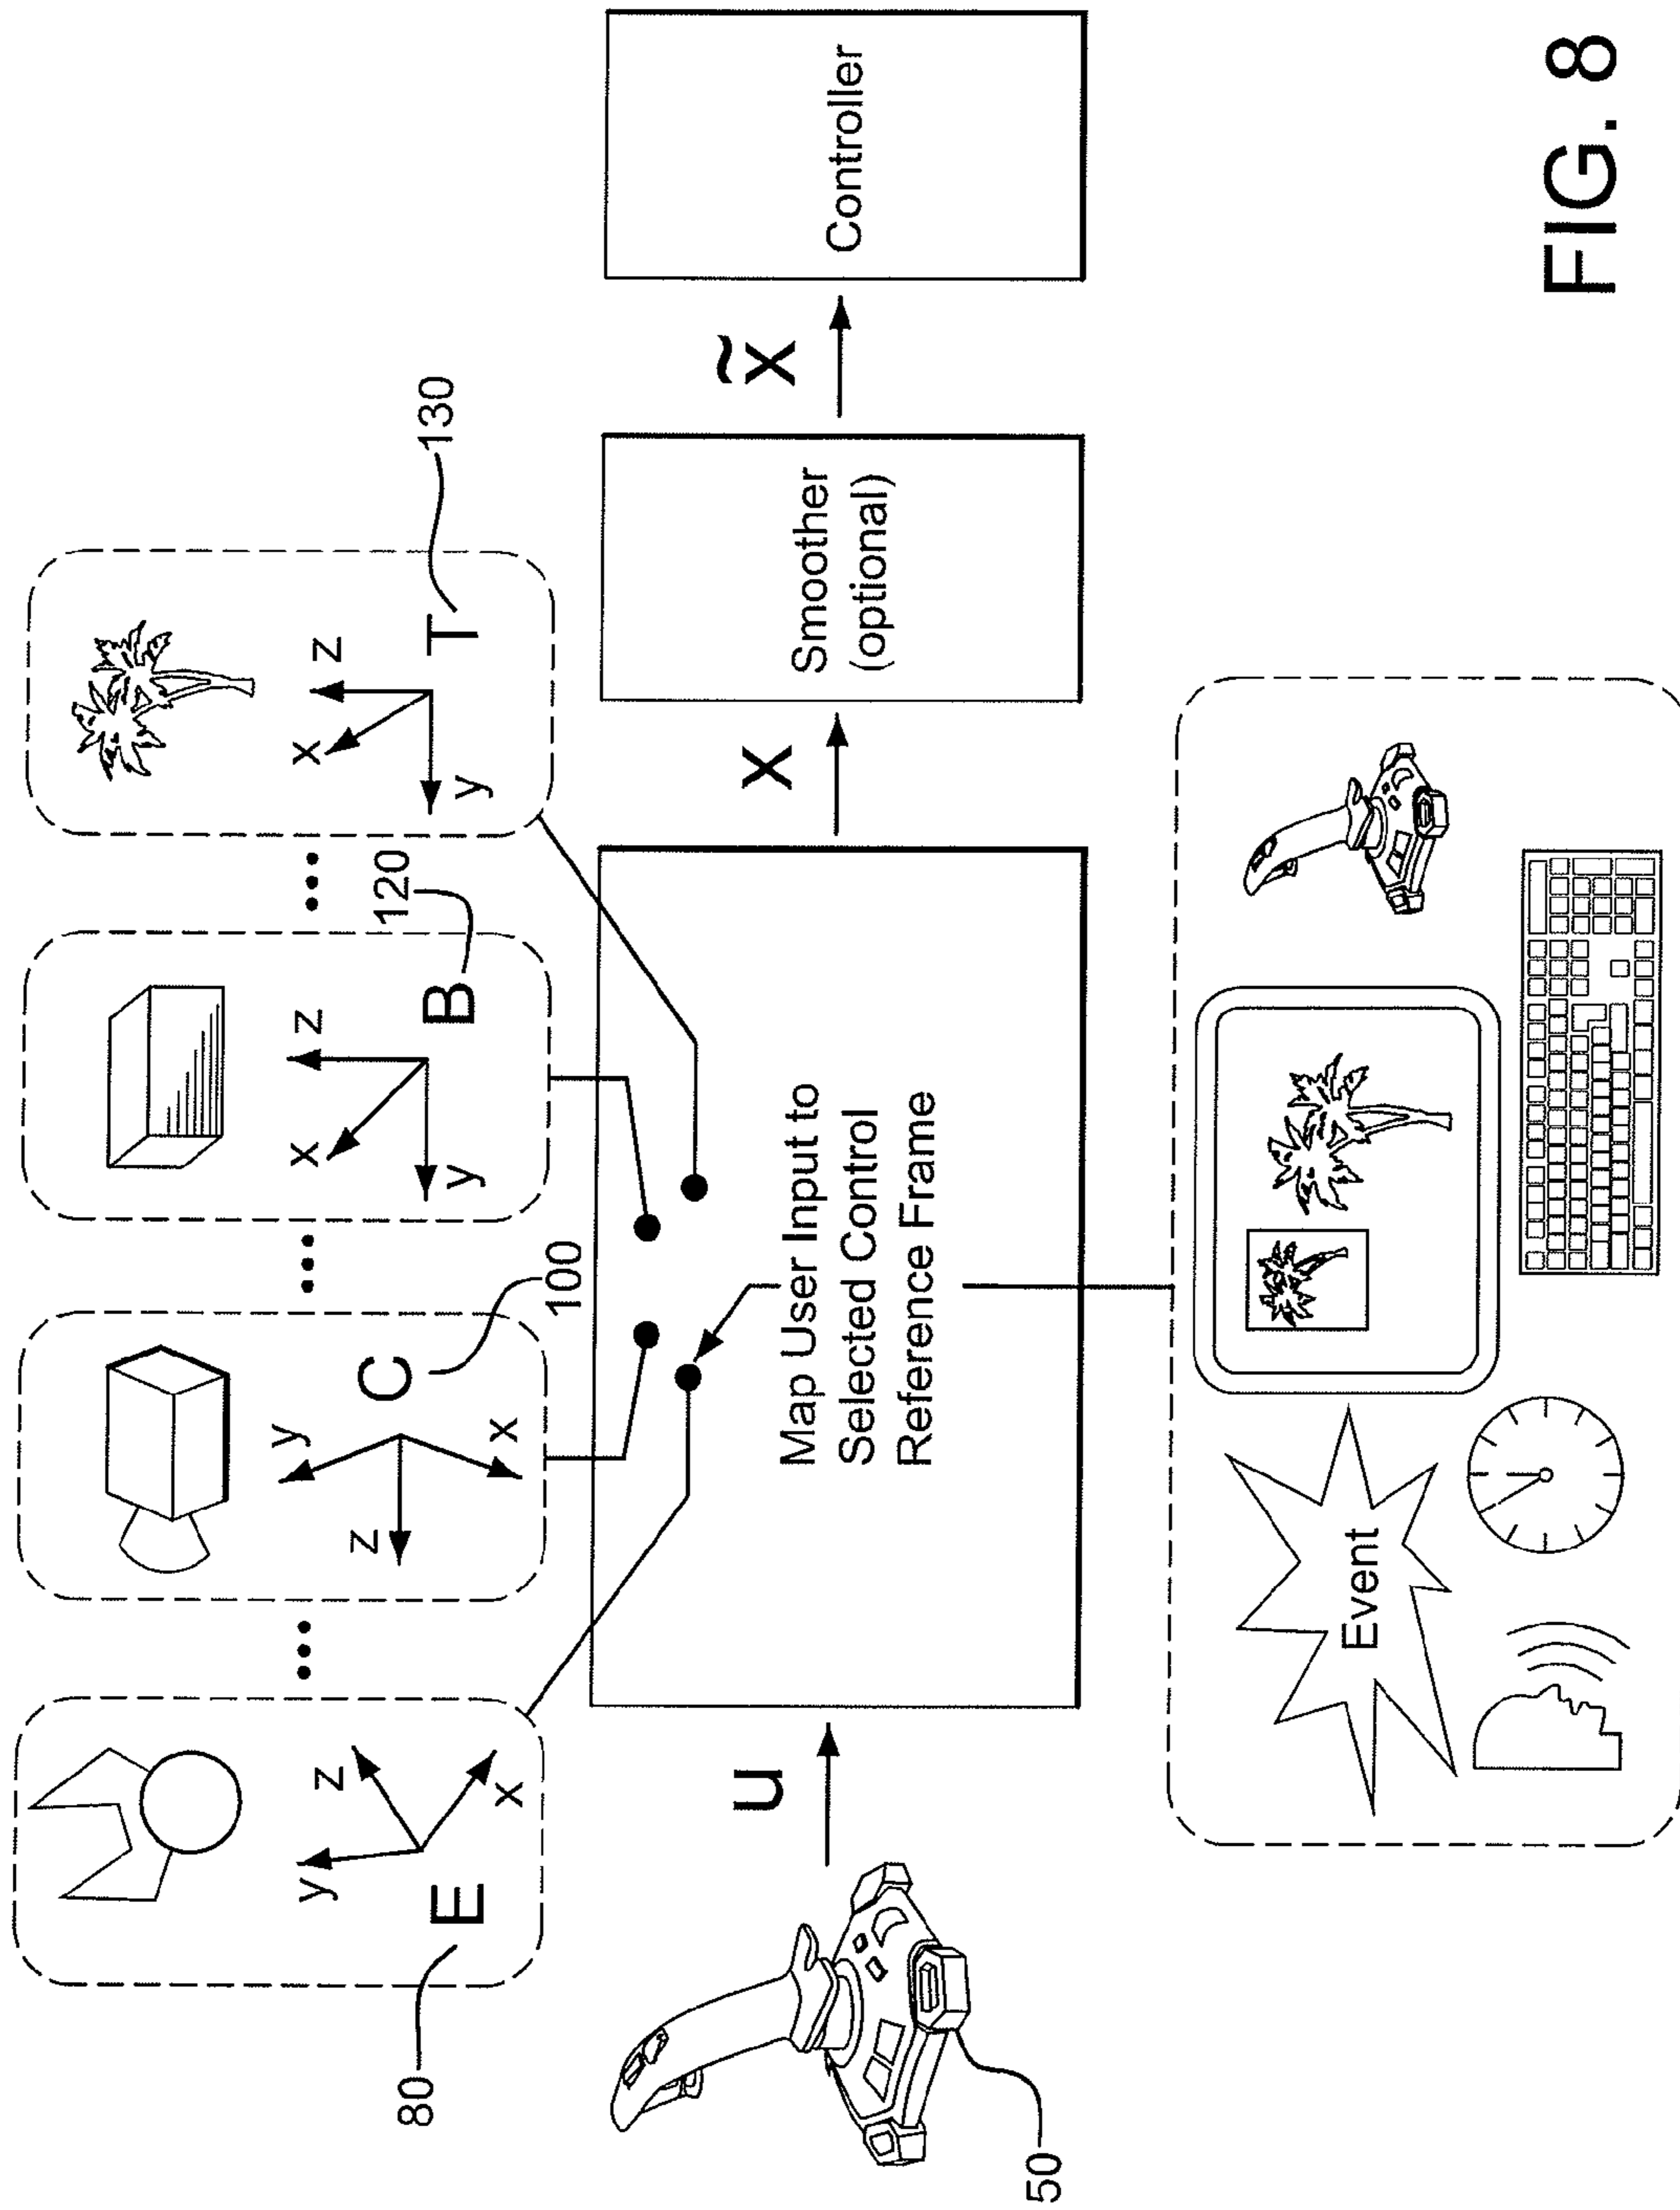 80
E
y
z
x
•••
z
y
x
C
100
•••
x
y
z
B
120
•••
x
y
z
T
130
50
u
Map User Input to
Selected Control
Reference Frame
X
Smoother
(optional)
X̃
Controller
Event
FIG. 8